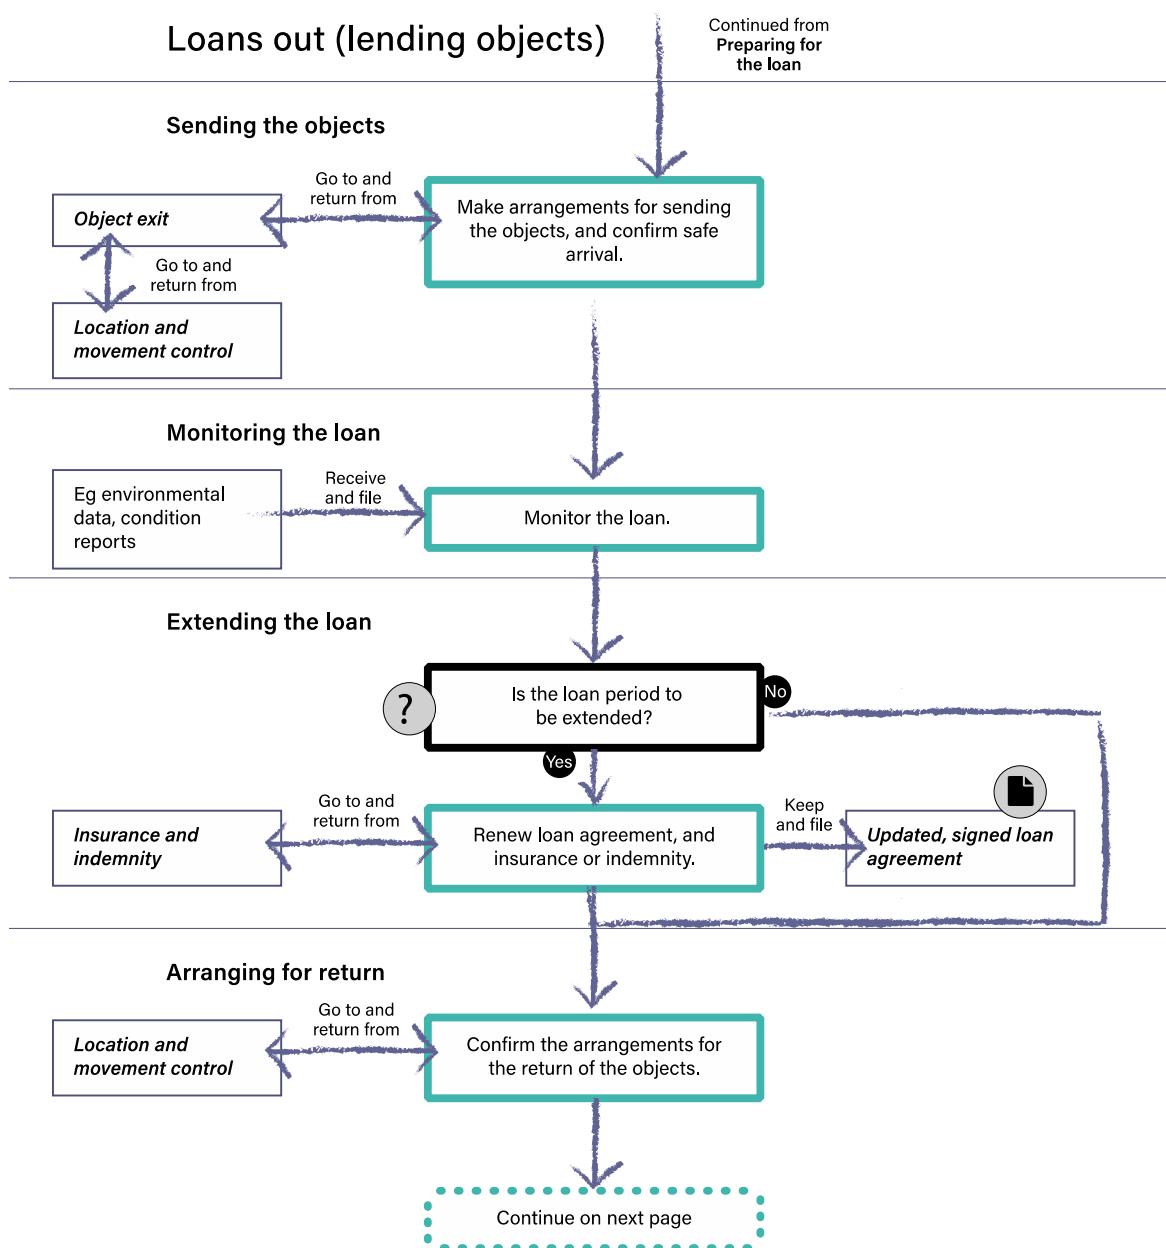 Loans out (lending objects)
Continued from
Preparing for
the loan
Sending the objects
Go to and
return from
Object exit
Make arrangements for sending
the objects, and confirm safe
arrival.
Go to and
return from
Location and
movement control
Monitoring the loan
Eg environmental
data, condition
reports
Receive
and file
Monitor the loan.
Extending the loan
?
Is the loan period to
be extended?
No
Yes
Insurance and
indemnity
Go to and
return from
Renew loan agreement, and
insurance or indemnity.
Keep
and file
Updated, signed loan
agreement
Arranging for return
Location and
movement control
Go to and
return from
Confirm the arrangements for
the return of the objects.
Continue on next page